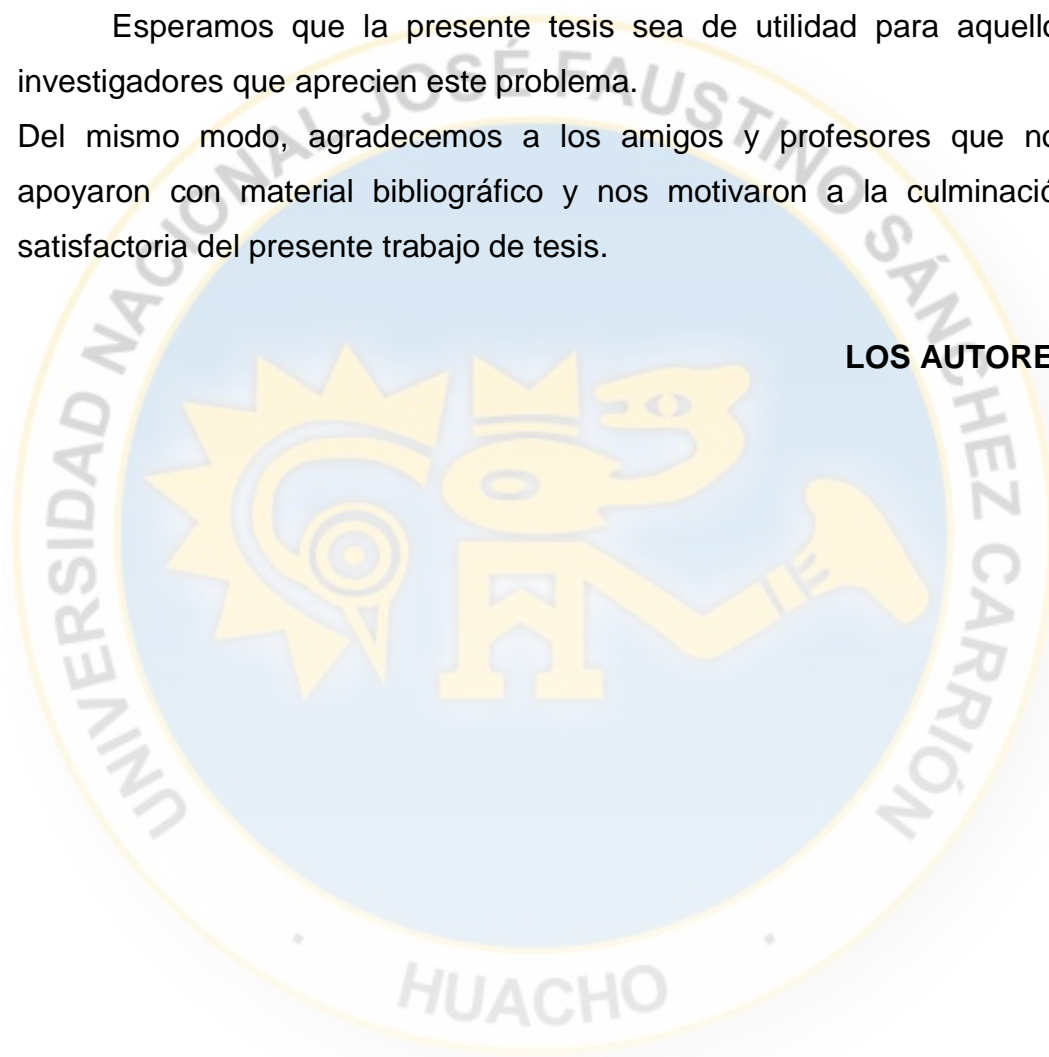 Esperamos que la presente tesis sea de utilidad para aquello
investigadores que aprecien este problema.
Del mismo modo, agradecemos a los amigos y profesores que no
apoyaron con material bibliográfico y nos motivaron a la culminació
satisfactoria del presente trabajo de tesis.
LOS AUTORE
UNIVERSIDAD NACIONAL JOSÉ FAUSTINO SÁNCHEZ CARRIÓN
· HUACHO ·